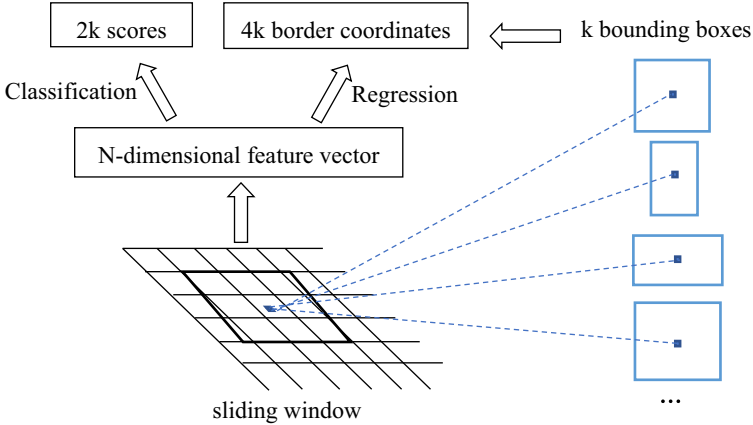 2k scores
4k border coordinates
k bounding boxes
Classification
Regression
N-dimensional feature vector
sliding window
...